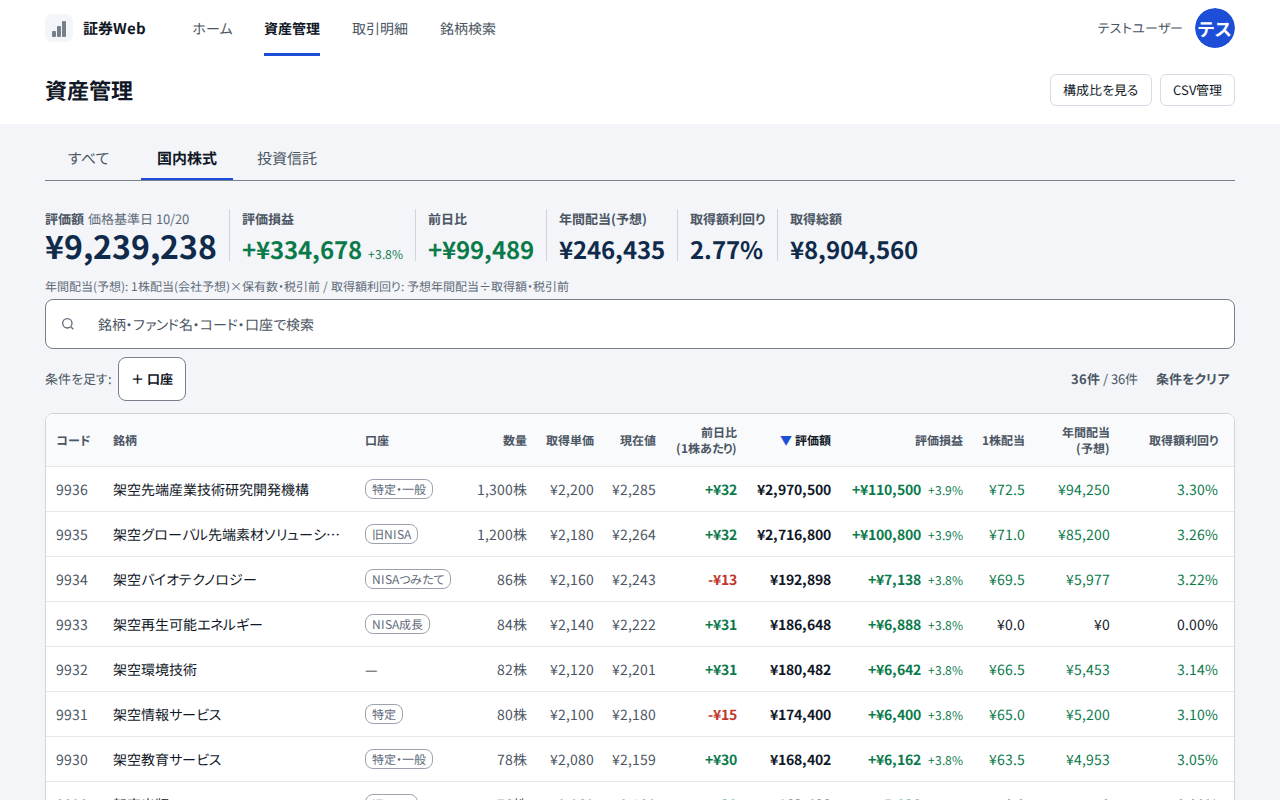 証券Web ホーム 資産管理 取引明細 銘柄検索 テストユーザー テス
資産管理 構成比を見る CSV管理
すべて 国内株式 投資信託
評価額 価格基準日 10/20 評価損益 前日比 年間配当(予想) 取得額利回り 取得総額
¥9,239,238 +¥334,678 +3.8% +¥99,489 ¥246,435 2.77% ¥8,904,560
年間配当(予想): 1株配当(会社予想)×保有数・税引前 / 取得額利回り: 予想年間配当÷取得額・税引前
銘柄・ファンド名・コード・口座で検索
条件を足す: + 口座 36件 / 36件 条件をクリア
コード 銘柄 口座 数量 取得単価 現在値 前日比 (1株あたり) ▼ 評価額 評価損益 1株配当 年間配当 (予想) 取得額利回り
9936 架空先端産業技術研究開発機構 特定・一般 1,300株 ¥2,200 ¥2,285 +¥32 ¥2,970,500 +¥110,500 +3.9% ¥72.5 ¥94,250 3.30%
9935 架空グローバル先端素材ソリューシ… 旧NISA 1,200株 ¥2,180 ¥2,264 +¥32 ¥2,716,800 +¥100,800 +3.9% ¥71.0 ¥85,200 3.26%
9934 架空バイオテクノロジー NISAつみたて 86株 ¥2,160 ¥2,243 -¥13 ¥192,898 +¥7,138 +3.8% ¥69.5 ¥5,977 3.22%
9933 架空再生可能エネルギー NISA成長 84株 ¥2,140 ¥2,222 +¥31 ¥186,648 +¥6,888 +3.8% ¥0.0 ¥0 0.00%
9932 架空環境技術 — 82株 ¥2,120 ¥2,201 +¥31 ¥180,482 +¥6,642 +3.8% ¥66.5 ¥5,453 3.14%
9931 架空情報サービス 特定 80株 ¥2,100 ¥2,180 -¥15 ¥174,400 +¥6,400 +3.8% ¥65.0 ¥5,200 3.10%
9930 架空教育サービス 特定・一般 78株 ¥2,080 ¥2,159 +¥30 ¥168,402 +¥6,162 +3.8% ¥63.5 ¥4,953 3.05%